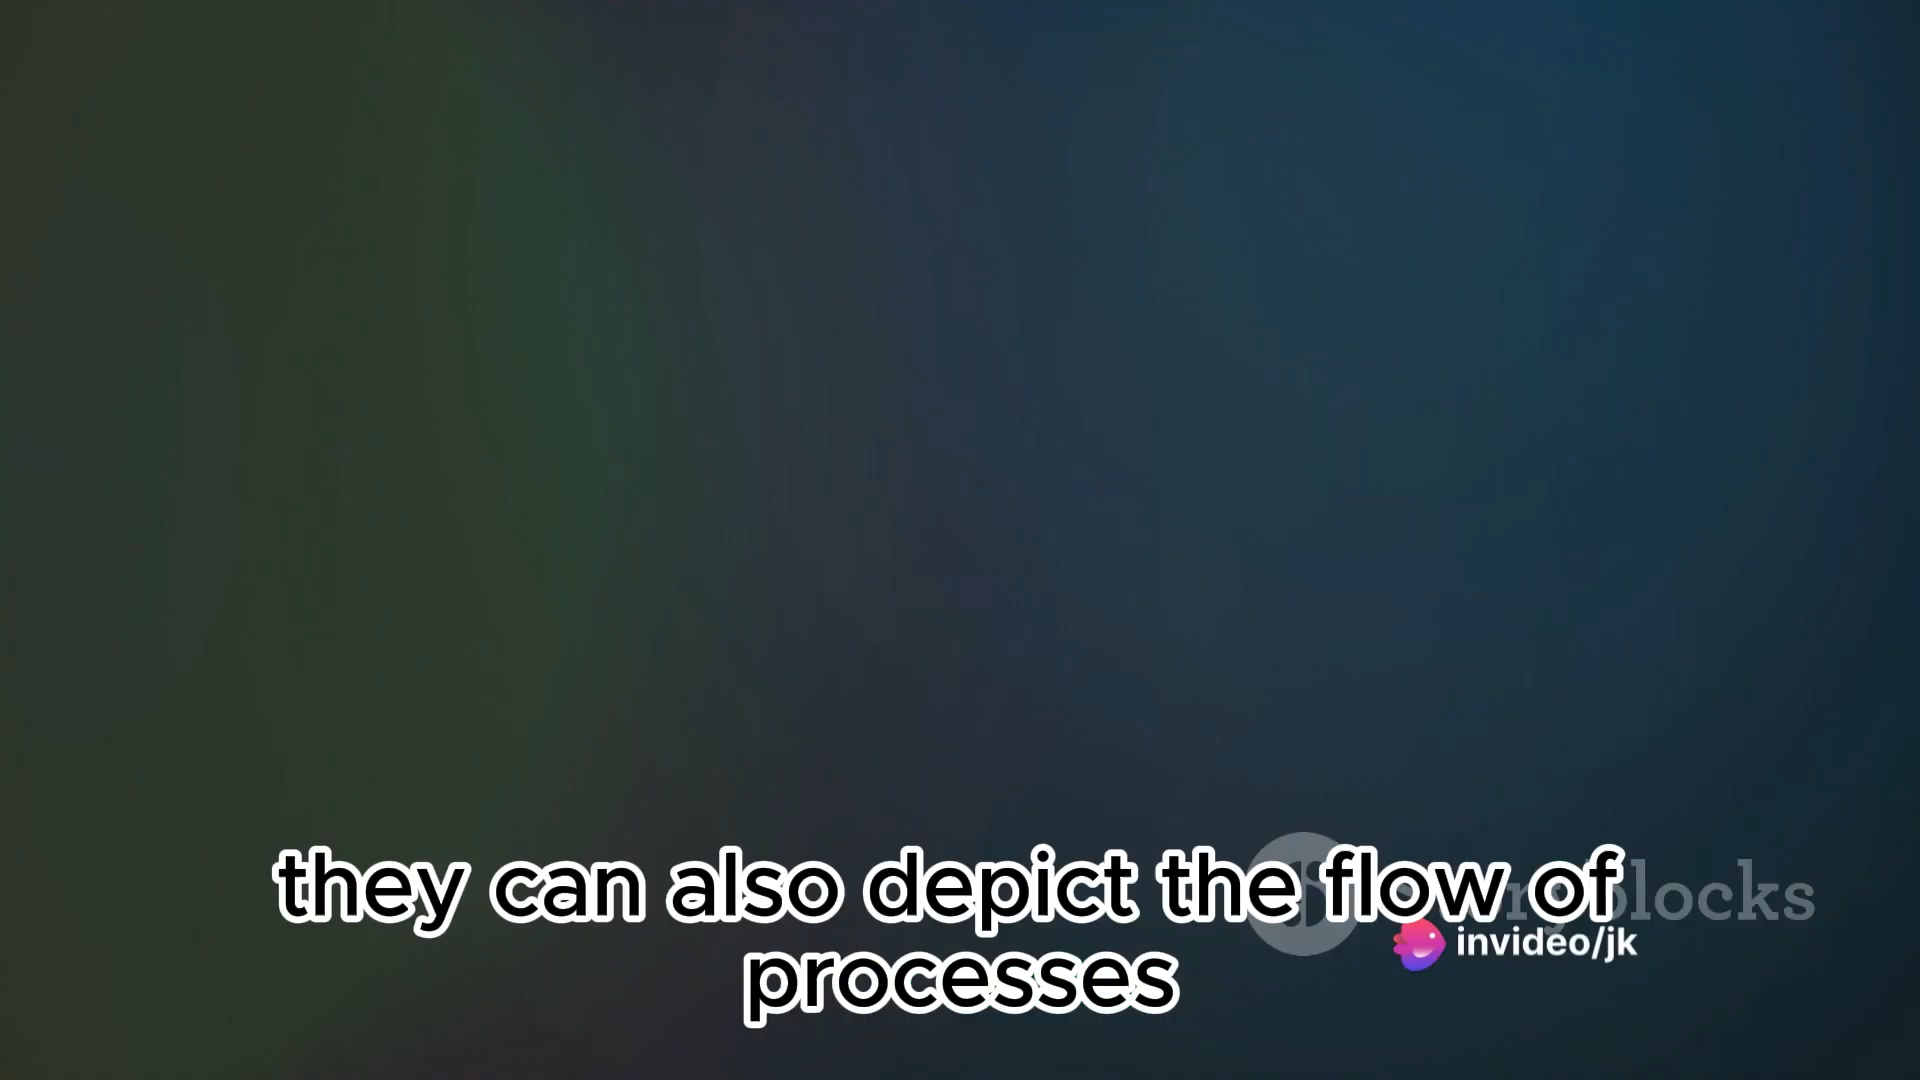 they can also depict the flow of
processes
invideo/jk